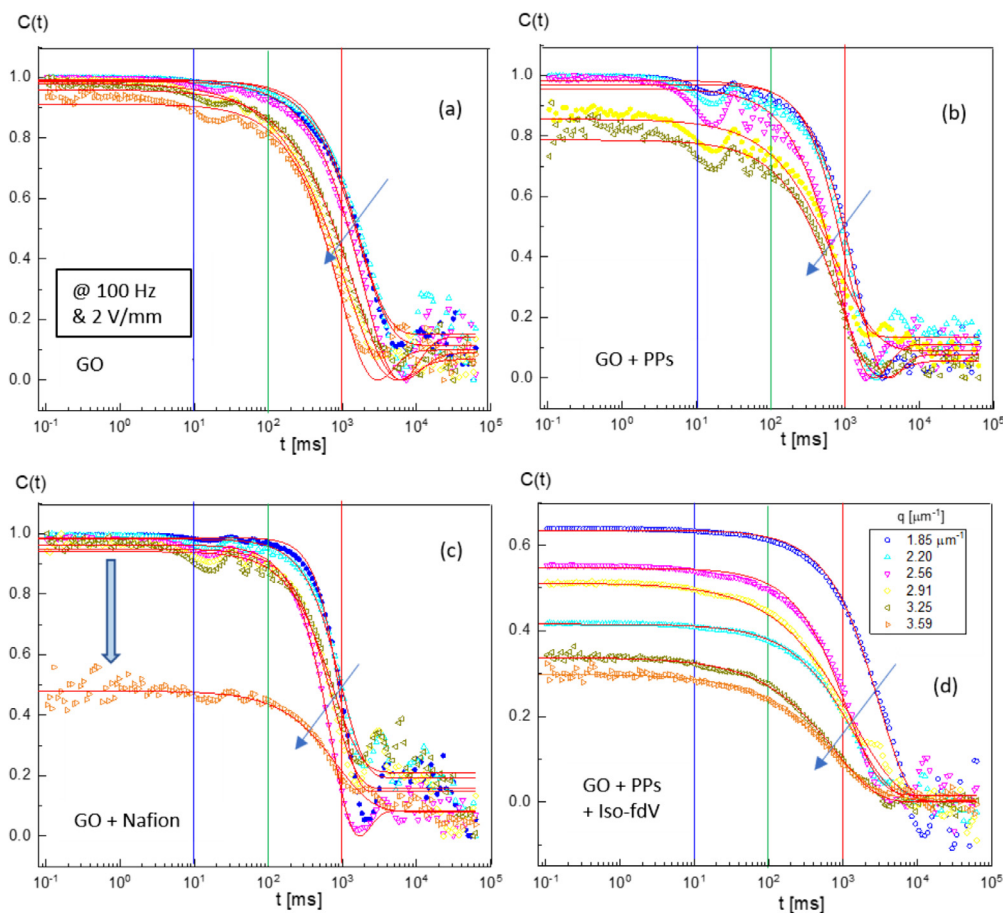 C(t)
1.0
0.8
0.6
0.4
0.2
0.0
(a)
@ 100 Hz
& 2 V/mm
GO
10⁻¹ 10⁰ 10¹ 10² 10³ 10⁴ 10⁵
t [ms]
C(t)
1.0
0.8
0.6
0.4
0.2
0.0
(b)
GO + PPs
10⁻¹ 10⁰ 10¹ 10² 10³ 10⁴ 10⁵
t [ms]
C(t)
1.0
0.8
0.6
0.4
0.2
0.0
(c)
GO + Nafion
10⁻¹ 10⁰ 10¹ 10² 10³ 10⁴ 10⁵
t [ms]
C(t)
0.6
0.4
0.2
0.0
q [μm⁻¹]
1.85 μm⁻¹
2.20
2.56
2.91
3.25
3.59
(d)
GO + PPs
+ Iso-fdV
10⁻¹ 10⁰ 10¹ 10² 10³ 10⁴ 10⁵
t [ms]